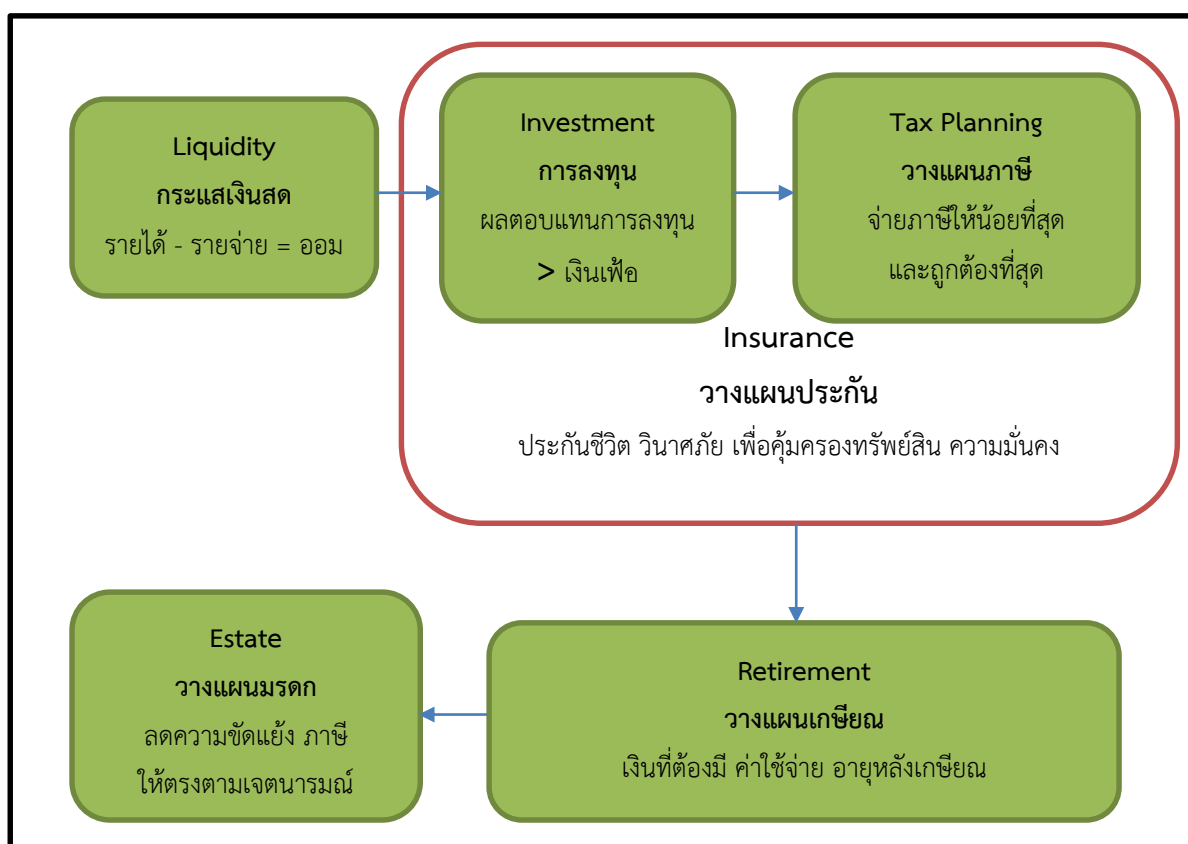 Liquidity
กระแสเงินสด
รายได้ - รายจ่าย = ออม
Investment
การลงทุน
ผลตอบแทนการลงทุน
> เงินเฟ้อ
Tax Planning
วางแผนภาษี
จ่ายภาษีให้น้อยที่สุด
และถูกต้องที่สุด
Insurance
วางแผนประกัน
ประกันชีวิต วินาศภัย เพื่อคุ้มครองทรัพย์สิน ความมั่นคง
Retirement
วางแผนเกษียณ
เงินที่ต้องมี ค่าใช้จ่าย อายุหลังเกษียณ
Estate
วางแผนมรดก
ลดความขัดแย้ง ภาษี
ให้ตรงตามเจตนารมณ์